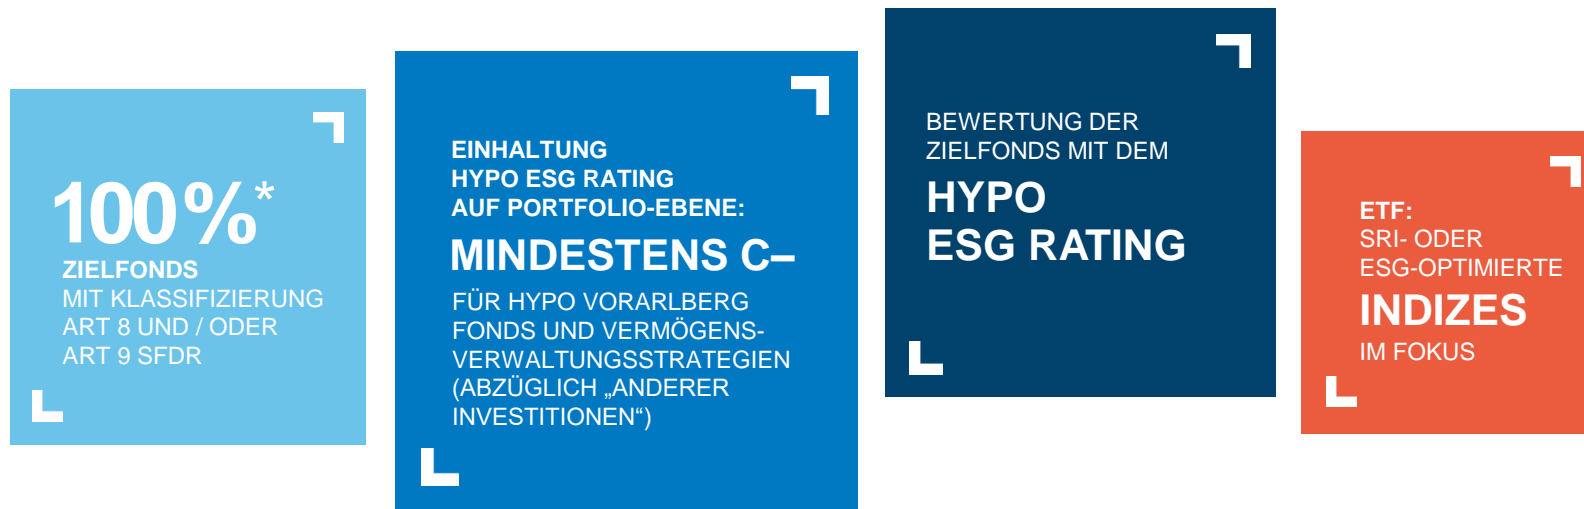 100%*
ZIELFONDS
MIT KLASSIFIZIERUNG
ART 8 UND / ODER
ART 9 SFDR
EINHALTUNG
HYPO ESG RATING
AUF PORTFOLIO-EBENE:
MINDESTENS C–
FÜR HYPO VORARLBERG
FONDS UND VERMÖGENS-
VERWALTUNGSSTRATEGIEN
(ABZÜGLICH „ANDERER
INVESTITIONEN“)
BEWERTUNG DER
ZIELFONDS MIT DEM
HYPO
ESG RATING
ETF:
SRI- ODER
ESG-OPTIMIERTE
INDIZES
IM FOKUS